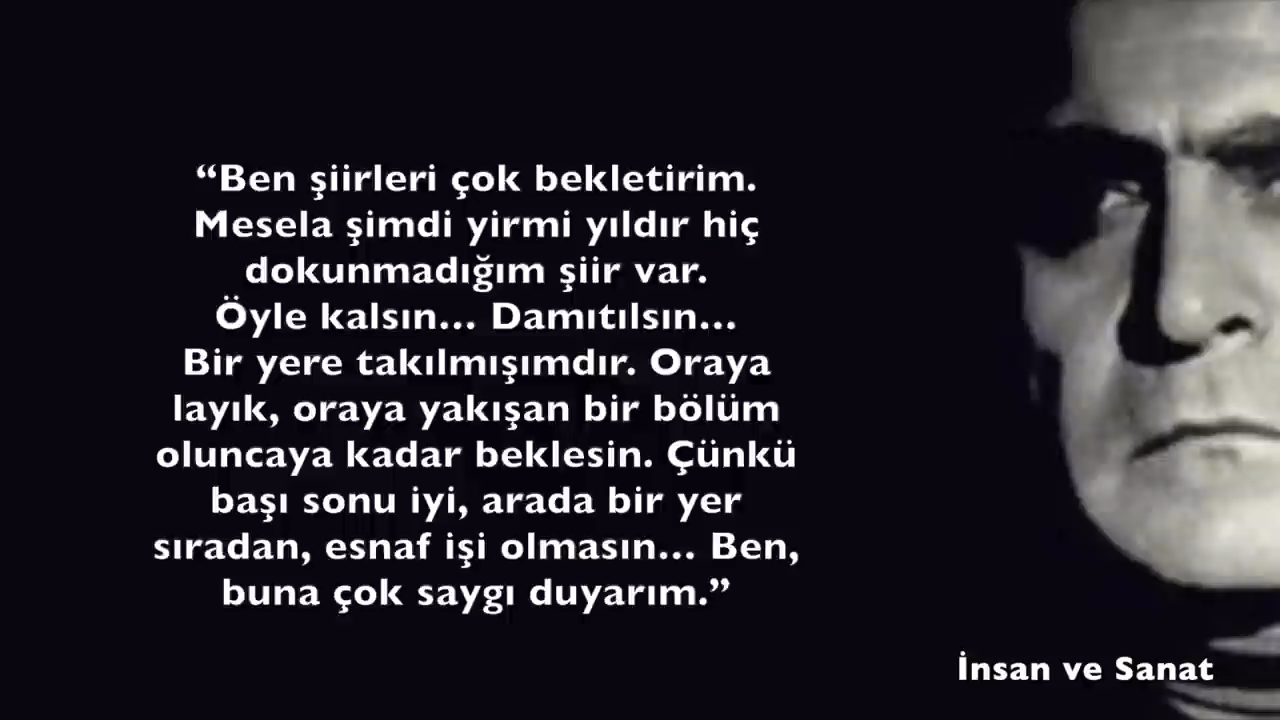 “Ben şiirleri çok bekletirim.
Mesela şimdi yirmi yıldır hiç
dokunmadığım şiir var.
Öyle kalsın... Damıtılsın...
Bir yere takılmışımdır. Oraya
layık, oraya yakışan bir bölüm
oluncaya kadar beklesin. Çünkü
başı sonu iyi, arada bir yer
sıradan, esnaf işi olmasın... Ben,
buna çok saygı duyarım.”
İnsan ve Sanat